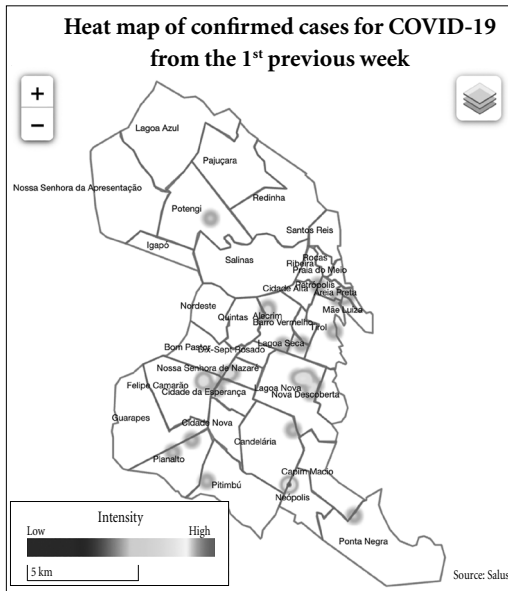 Heat map of confirmed cases for COVID-19
from the 1st previous week
+
−
Lagoa Azul
Pajuçara
Nossa Senhora da Apresentação
Redinha
Potengi
Santos Reis
Igapó
Salinas
Rocas
Ribeira
Praia do Meio
Petrópolis
Cidade Alta
Areia Preta
Nordeste
Mãe Luiza
Quintas
Alecrim
Barro Vermelho
Tirol
Bom Pastor
Dix-Sept Rosado
Lagoa Seca
Nossa Senhora de Nazaré
Felipe Camarão
Cidade da Esperança
Lagoa Nova
Nova Descoberta
Guarapes
Cidade Nova
Candelária
Planalto
Capim Macio
Pitimbú
Neópolis
Ponta Negra
Intensity
Low
High
5 km
Source: Salus